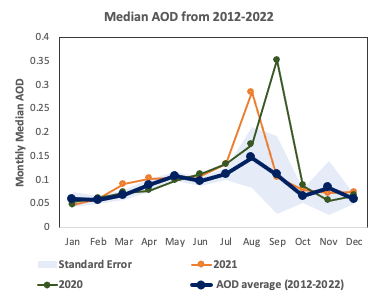 Median AOD from 2012-2022
Monthly Median AOD
0.4
0.35
0.3
0.25
0.2
0.15
0.1
0.05
0
Jan Feb Mar Apr May Jun Jul Aug Sep Oct Nov Dec
Standard Error 2021
2020 AOD average (2012-2022)